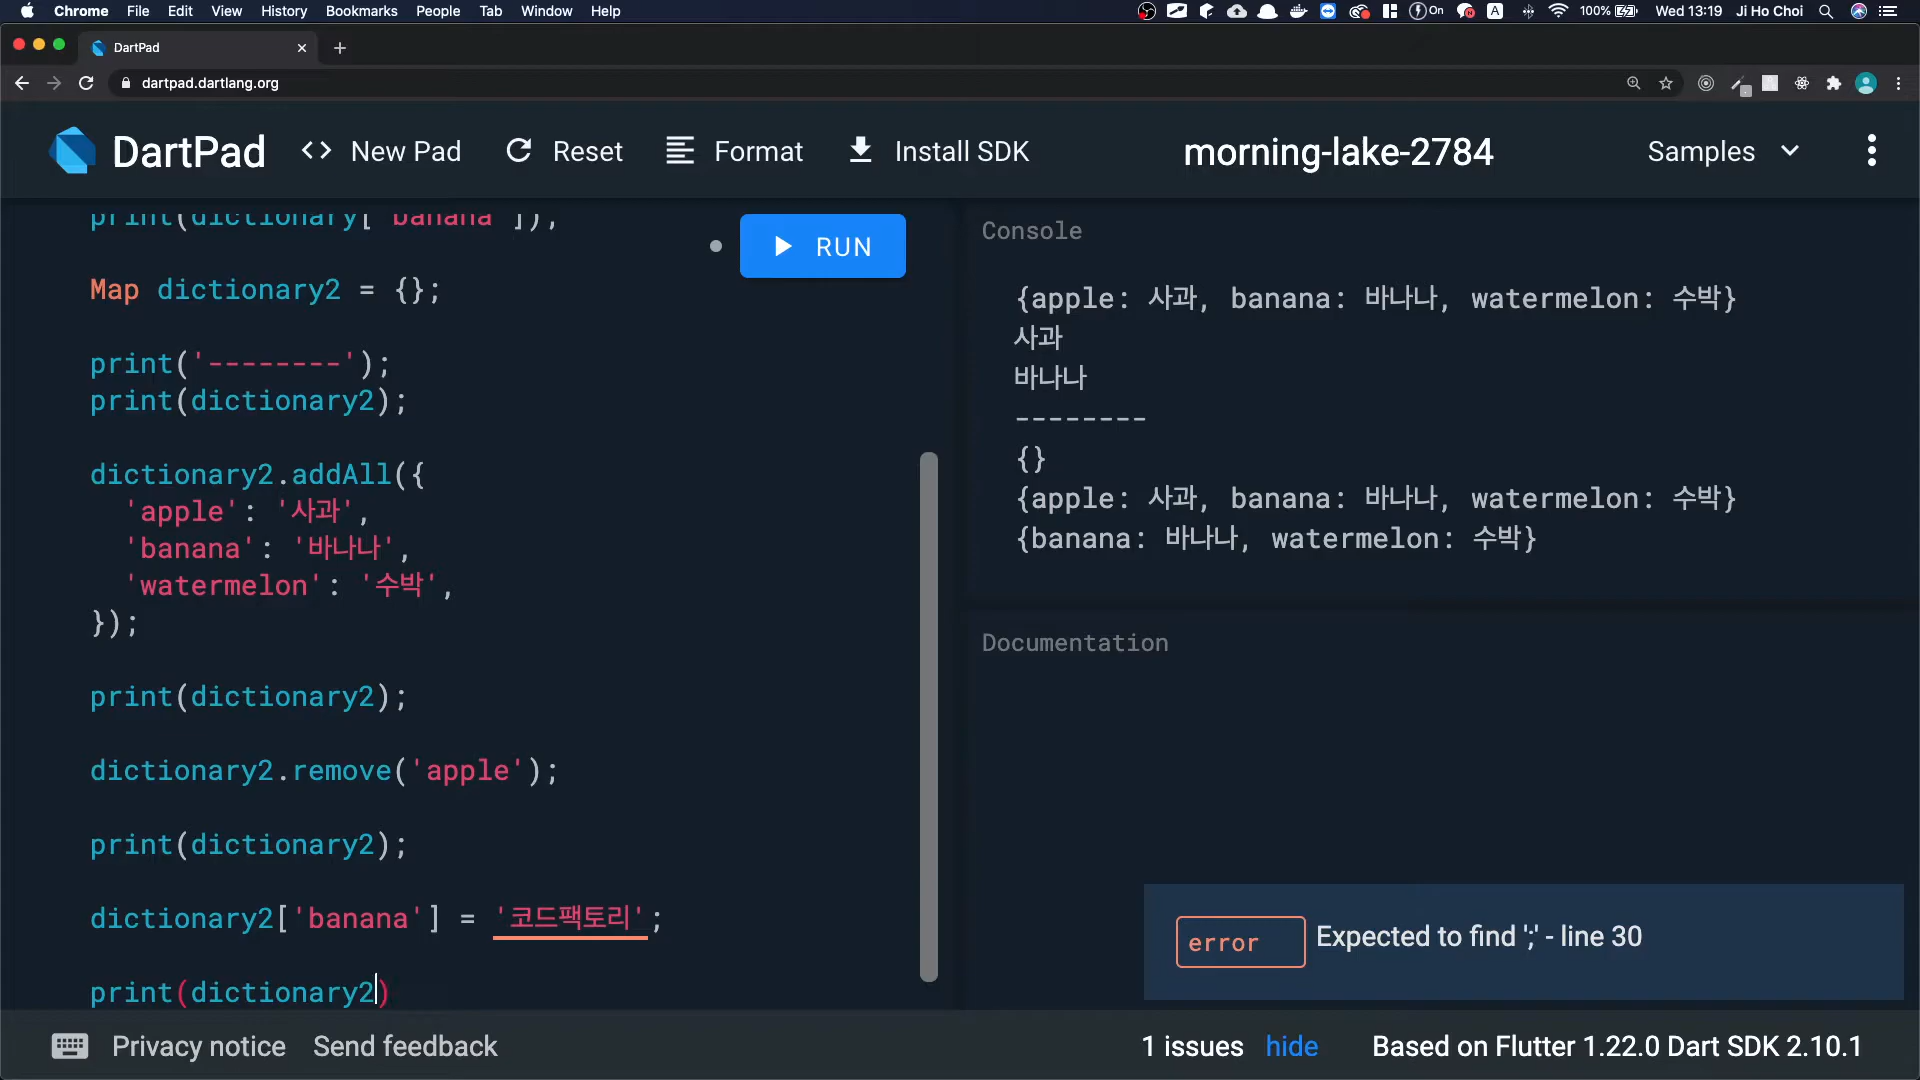 Chrome File Edit View History Bookmarks People Tab Window Help
On A 100% Wed 13:19 Ji Ho Choi
DartPad
dartpad.dartlang.org
DartPad New Pad Reset Format Install SDK morning-lake-2784 Samples
print(dictionary['banana']);
RUN
Map dictionary2 = {};
print('--------');
print(dictionary2);
dictionary2.addAll({
'apple': '사과',
'banana': '바나나',
'watermelon': '수박',
});
print(dictionary2);
dictionary2.remove('apple');
print(dictionary2);
dictionary2['banana'] = '코드팩토리';
print(dictionary2)
Console
{apple: 사과, banana: 바나나, watermelon: 수박}
사과
바나나
--------
{}
{apple: 사과, banana: 바나나, watermelon: 수박}
{banana: 바나나, watermelon: 수박}
Documentation
error Expected to find ';' - line 30
Privacy notice Send feedback 1 issues hide Based on Flutter 1.22.0 Dart SDK 2.10.1